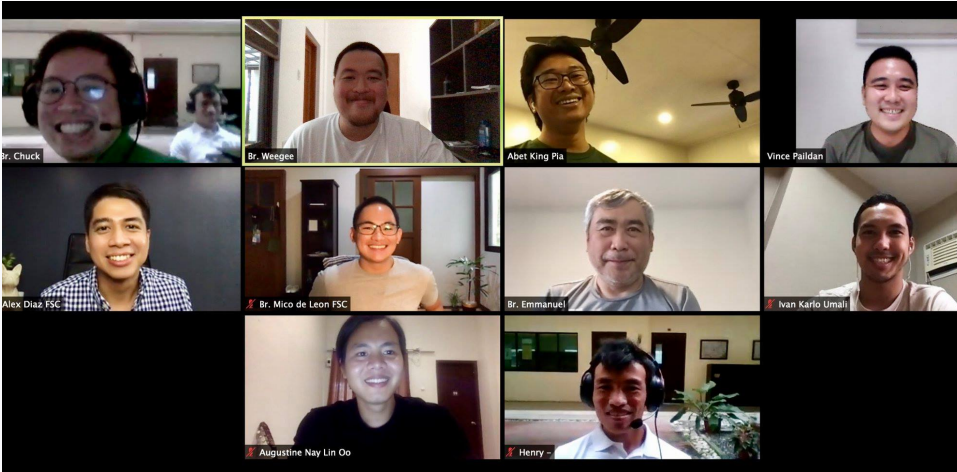 Br. Chuck
Br. Weegee
Abet King Pia
Vince Paildan
Alex Diaz FSC
Br. Mico de Leon FSC
Br. Emmanuel
Ivan Karlo Umali
Augustine Nay Lin Oo
Henry -